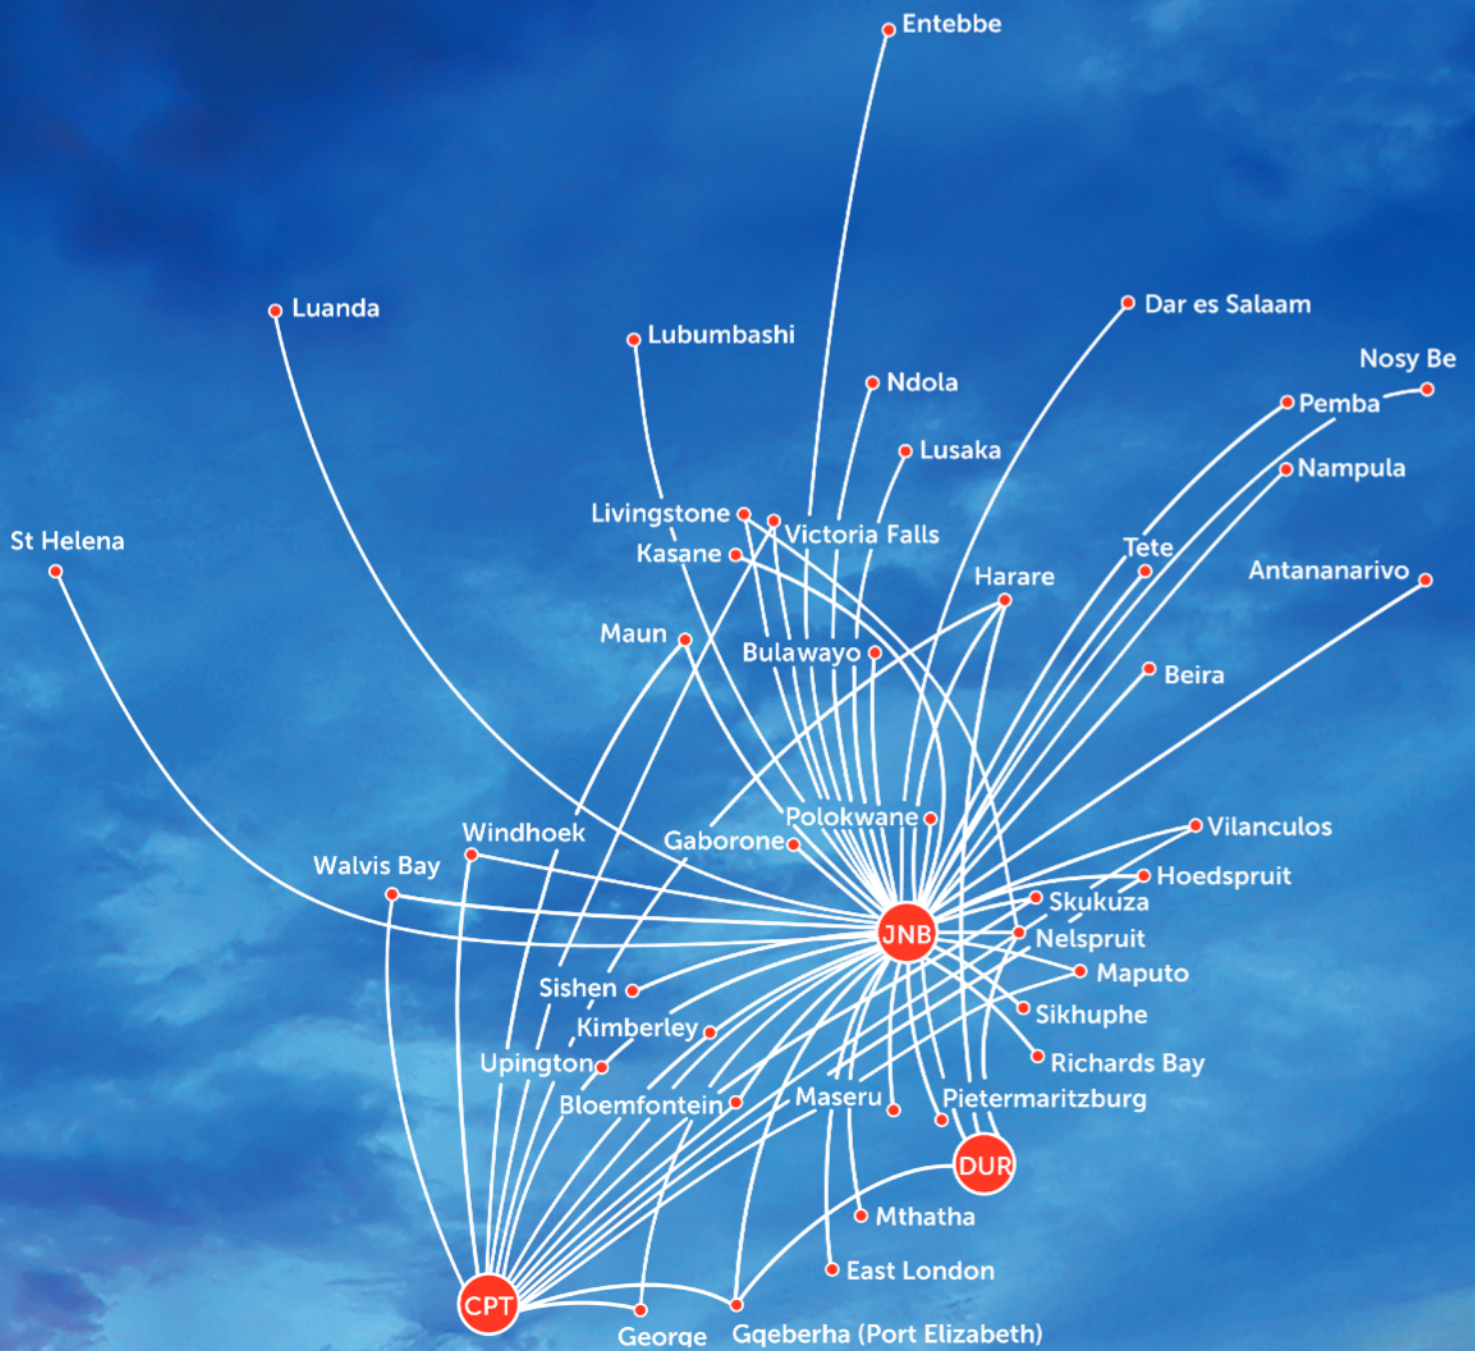 Entebbe
Luanda
Dar es Salaam
Lubumbashi
Nosy Be
Ndola
Pemba
Lusaka
Nampula
Livingstone
Victoria Falls
St Helena
Kasane
Tete
Antananarivo
Harare
Maun
Bulawayo
Beira
Polokwane
Vilanculos
Windhoek
Gaborone
Walvis Bay
Hoedspruit
Skukuza
JNB
Nelspruit
Maputo
Sishen
Sikhuphe
Kimberley
Upington
Richards Bay
Bloemfontein
Maseru
Pietermaritzburg
DUR
Mthatha
East London
CPT
George
Gqeberha (Port Elizabeth)